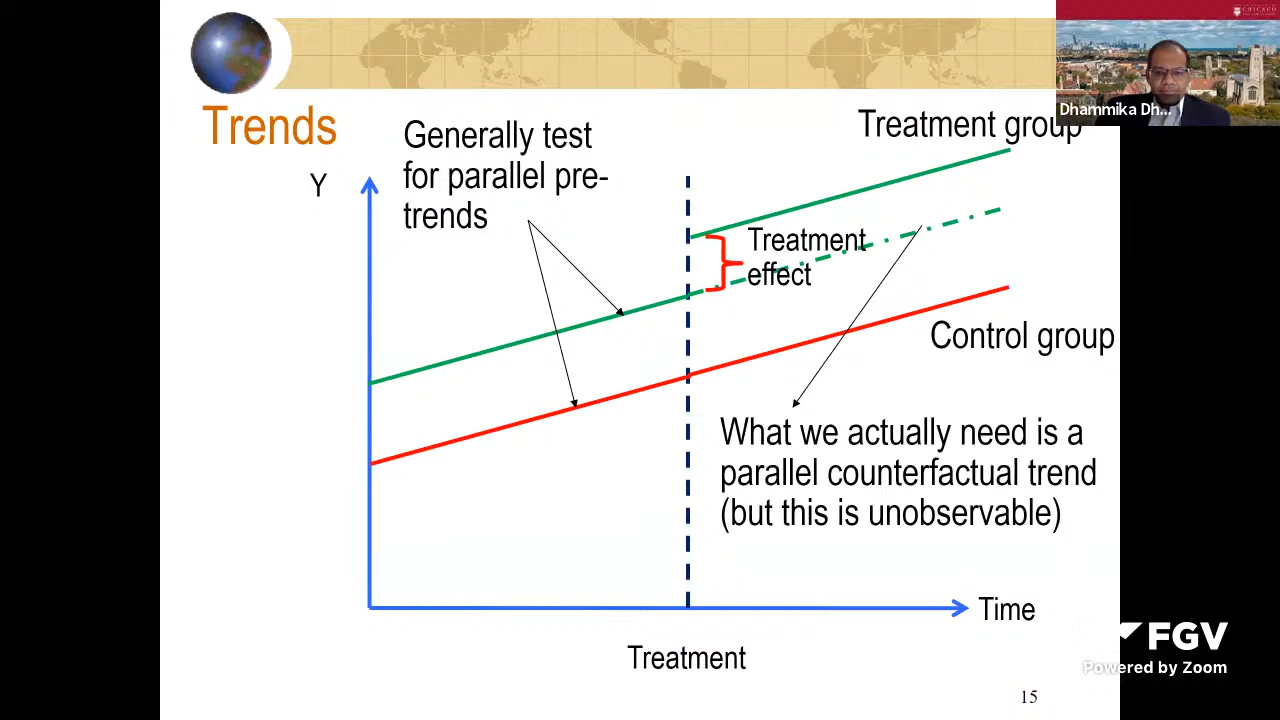 CHICAGO
Dhammika Dh...
Trends
Generally test
for parallel pre-
trends
Y
Treatment group
Treatment
effect
Control group
What we actually need is a
parallel counterfactual trend
(but this is unobservable)
Time
Treatment
FGV
Powered by Zoom
15